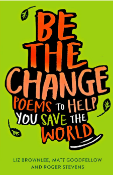 BE
THE
CHANGE
POEMS TO HELP
YOU SAVE THE
WORLD
LIZ BROWNLEE, MATT GOODFELLOW
AND ROGER STEVENS